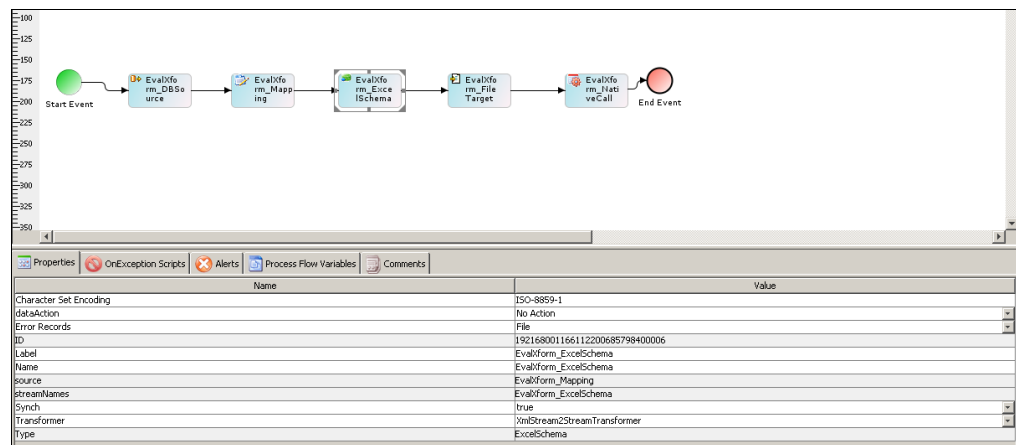 100
125
150
175
200
225
250
275
300
325
350
Start Event
EvalXfo
rm_DBSo
urce
EvalXfo
rm_Mapp
ing
EvalXfo
rm_Exce
lSchema
EvalXfo
rm_File
Target
EvalXfo
rm_Nati
veCall
End Event
Properties OnException Scripts Alerts Process Flow Variables Comments
Name Value
Character Set Encoding ISO-8859-1
dataAction No Action
Error Records File
ID 192168001166112200685798400006
Label EvalXform_ExcelSchema
Name EvalXform_ExcelSchema
source EvalXform_Mapping
streamNames EvalXform_ExcelSchema
Synch true
Transformer XmlStream2StreamTransformer
Type ExcelSchema